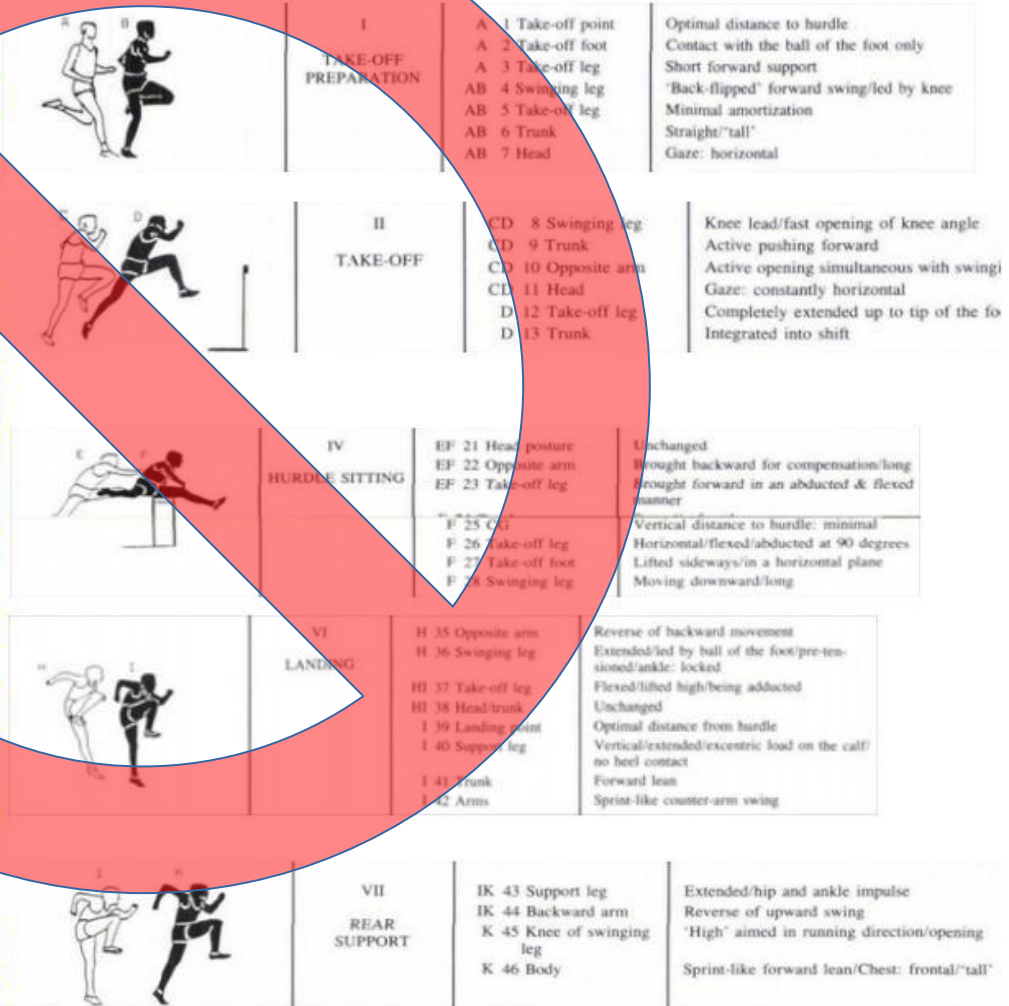 A B
I
TAKE-OFF
PREPARATION
A 1 Take-off point Optimal distance to hurdle
A 2 Take-off foot Contact with the ball of the foot only
A 3 Take-off leg Short forward support
AB 4 Swinging leg 'Back-flipped' forward swing/led by knee
AB 5 Take-off leg Minimal amortization
AB 6 Trunk Straight/"tall"
AB 7 Head Gaze: horizontal
D
II
TAKE-OFF
CD 8 Swinging leg Knee lead/fast opening of knee angle
CD 9 Trunk Active pushing forward
CD 10 Opposite arm Active opening simultaneous with swingi
CD 11 Head Gaze: constantly horizontal
D 12 Take-off leg Completely extended up to tip of the fo
D 13 Trunk Integrated into shift
E F
IV
HURDLE SITTING
EF 21 Head posture Unchanged
EF 22 Opposite arm Brought backward for compensation/long
EF 23 Take-off leg Brought forward in an abducted & flexed
manner
F 25 CG Vertical distance to hurdle: minimal
F 26 Take-off leg Horizontal/flexed/abducted at 90 degrees
F 27 Take-off foot Lifted sideways/in a horizontal plane
F 28 Swinging leg Moving downward/long
H I
VI
LANDING
H 35 Opposite arm Reverse of backward movement
H 36 Swinging leg Extended/led by ball of the foot/pre-ten-
sioned/ankle: locked
HI 37 Take-off leg Flexed/lifted high/being adducted
HI 38 Head/trunk Unchanged
I 39 Landing point Optimal distance from hurdle
I 40 Support leg Vertical/extended/excentric load on the calf/
no heel contact
I 41 Trunk Forward lean
I 42 Arms Sprint-like counter-arm swing
I K
VII
REAR
SUPPORT
IK 43 Support leg Extended/hip and ankle impulse
IK 44 Backward arm Reverse of upward swing
K 45 Knee of swinging 'High' aimed in running direction/opening
leg
K 46 Body Sprint-like forward lean/Chest: frontal/"tall"